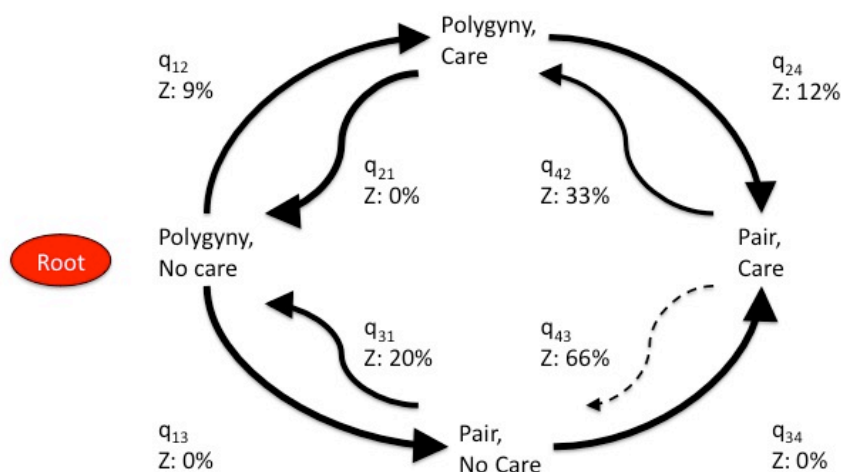 Polygyny,
Care
q12
Z: 9%
q24
Z: 12%
q21
Z: 0%
q42
Z: 33%
Root
Polygyny,
No care
Pair,
Care
q31
Z: 20%
q43
Z: 66%
q13
Z: 0%
Pair,
No Care
q34
Z: 0%